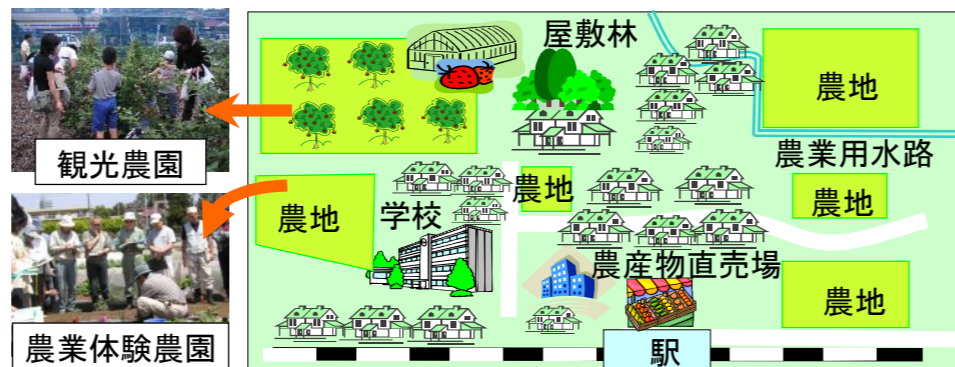 屋敷林
農地
観光農園
農業用水路
農地
学校
農地
農地
農産物直売場
農地
農業体験農園
駅